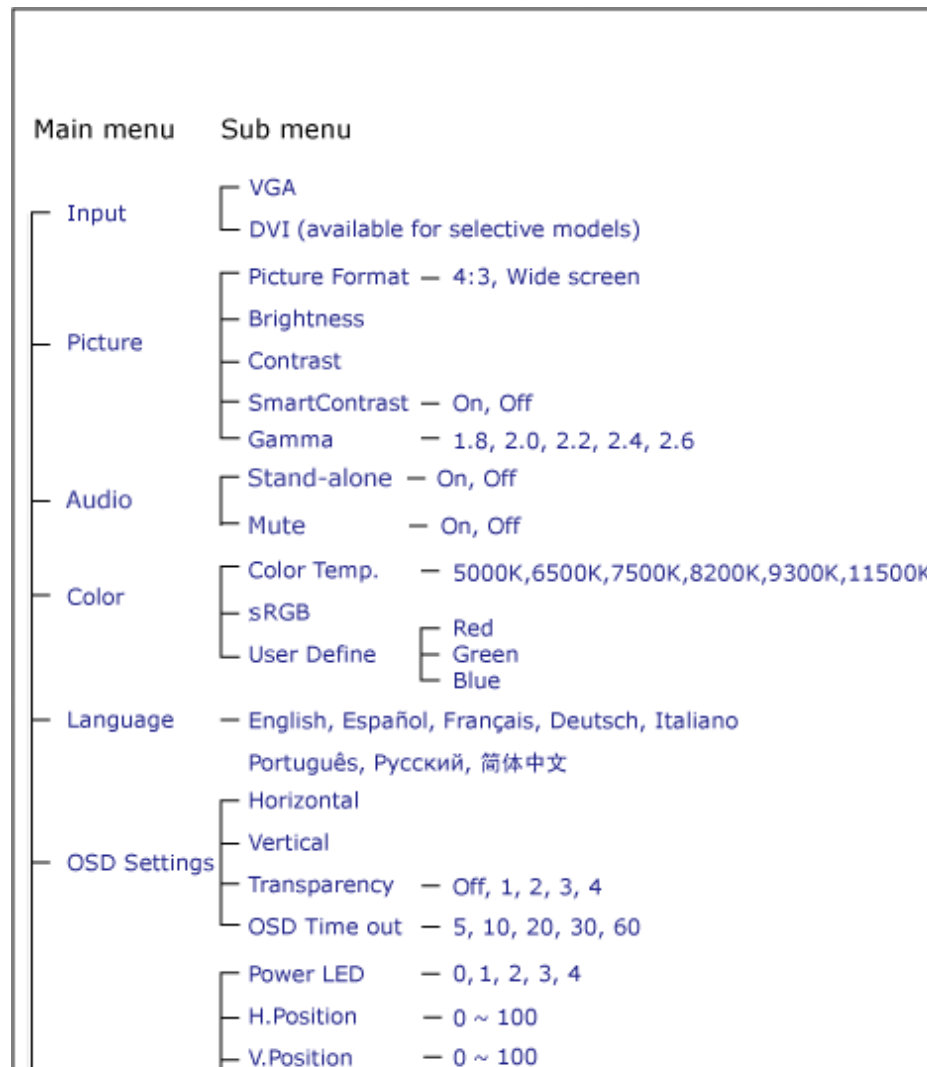 Main menu Sub menu
VGA
Input
DVI (available for selective models)
Picture Format — 4:3, Wide screen
Brightness
Picture
Contrast
SmartContrast — On, Off
Gamma — 1.8, 2.0, 2.2, 2.4, 2.6
Stand-alone — On, Off
Audio
Mute — On, Off
Color Temp. — 5000K,6500K,7500K,8200K,9300K,11500K
Color
sRGB
Red
User Define Green
Blue
Language — English, Español, Français, Deutsch, Italiano
Português, Русский, 简体中文
Horizontal
Vertical
OSD Settings
Transparency — Off, 1, 2, 3, 4
OSD Time out — 5, 10, 20, 30, 60
Power LED — 0, 1, 2, 3, 4
H.Position — 0 ~ 100
V.Position — 0 ~ 100